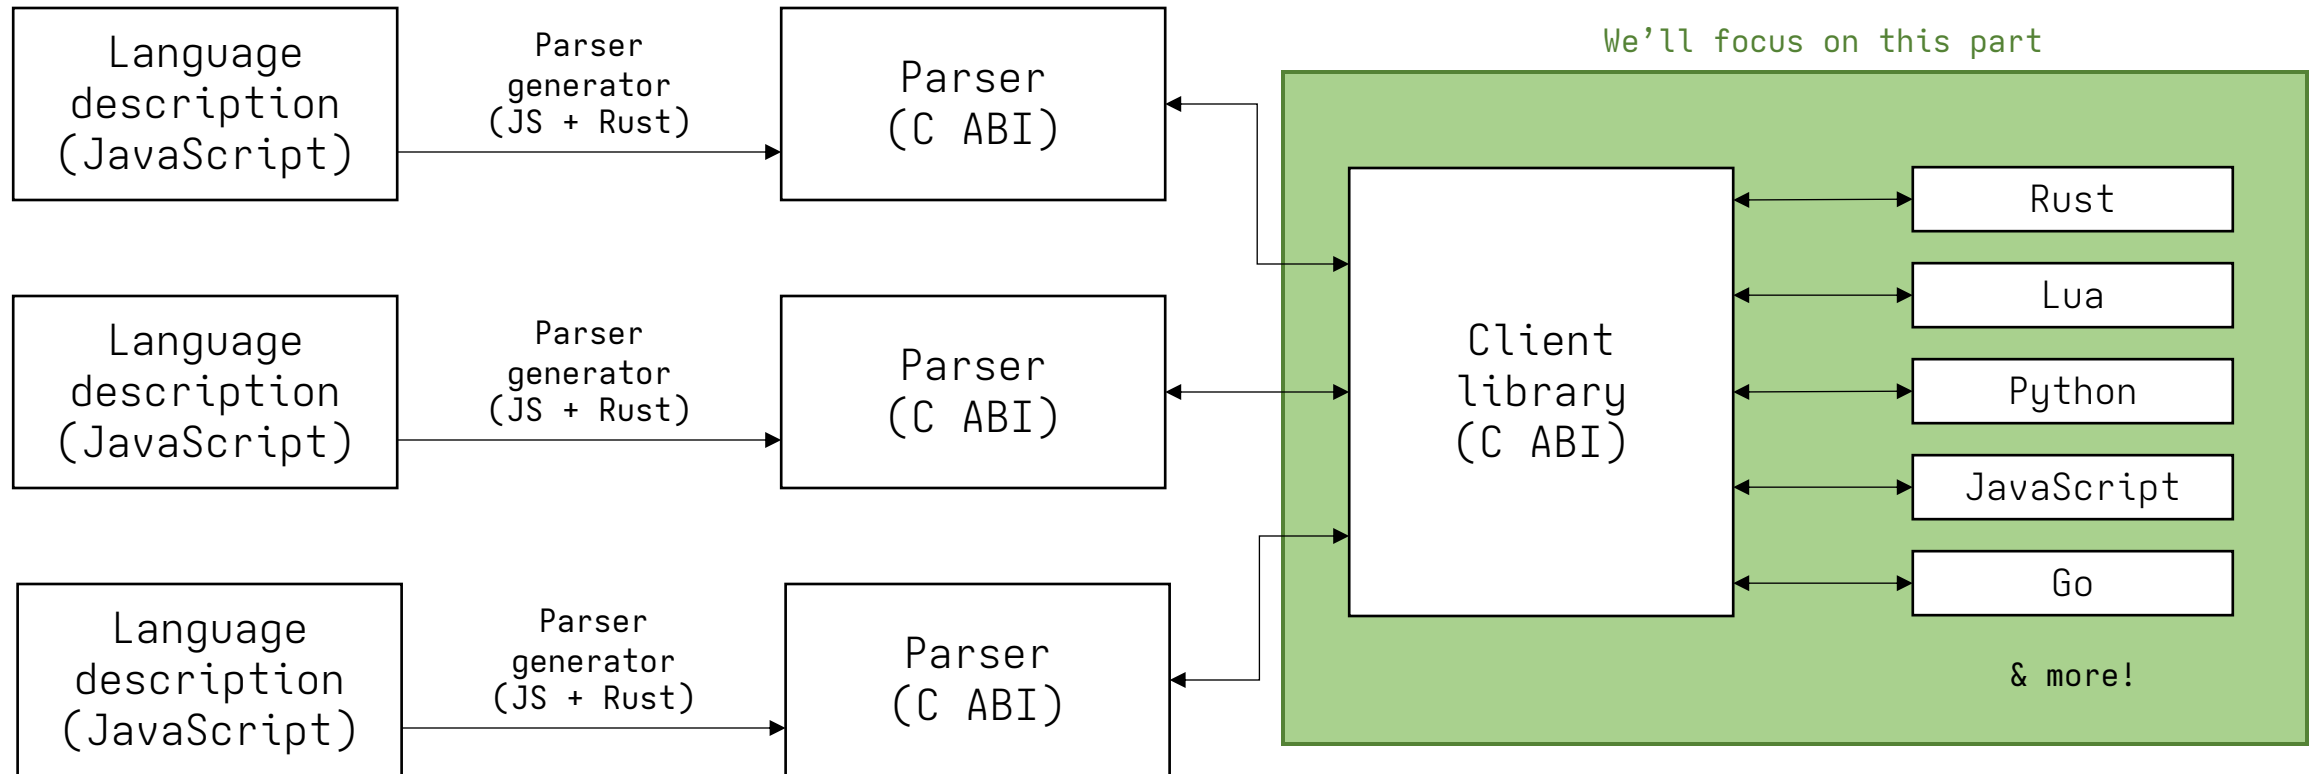 Language
description
(JavaScript)
Parser
generator
(JS + Rust)
Parser
(C ABI)
Language
description
(JavaScript)
Parser
generator
(JS + Rust)
Parser
(C ABI)
Language
description
(JavaScript)
Parser
generator
(JS + Rust)
Parser
(C ABI)
We’ll focus on this part
Client
library
(C ABI)
Rust
Lua
Python
JavaScript
Go
& more!